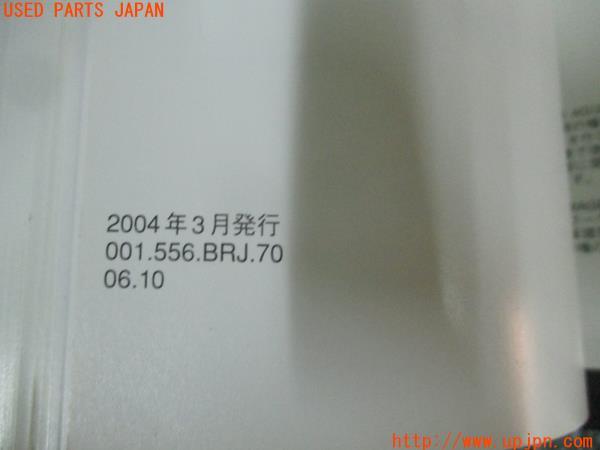 USED PARTS JAPAN
2004年3月発行
001.556.BRJ.70
06.10
http://www.upjpn.com